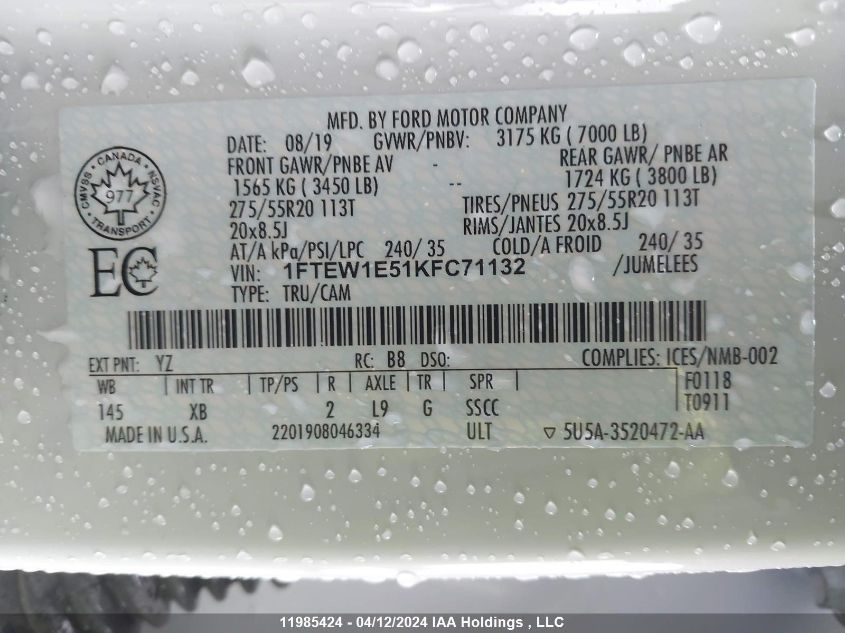 MFD. BY FORD MOTOR COMPANY
DATE: 08/19 GVWR/PNBV: 3175 KG ( 7000 LB)
FRONT GAWR/PNBE AV - REAR GAWR/ PNBE AR
1565 KG ( 3450 LB) -- 1724 KG ( 3800 LB)
275/55R20 113T TIRES/PNEUS 275/55R20 113T
20x8.5J RIMS/JANTES 20x8.5J
AT/A kPa/PSI/LPC 240/ 35 COLD/A FROID 240/ 35
VIN: 1FTEW1E51KFC71132 /JUMELEES
TYPE: TRU/CAM
CANADA
CMVSS NSVAC
977
TRANSPORT
EC
EXT PNT: YZ RC: B8 DSO: COMPLIES: ICES/NMB-002
WB INT TR TP/PS R AXLE TR SPR F0118
145 XB 2 L9 G SSCC T0911
MADE IN U.S.A. 2201908046334 ULT ▽ 5U5A-3520472-AA
11985424 - 04/12/2024 IAA Holdings , LLC